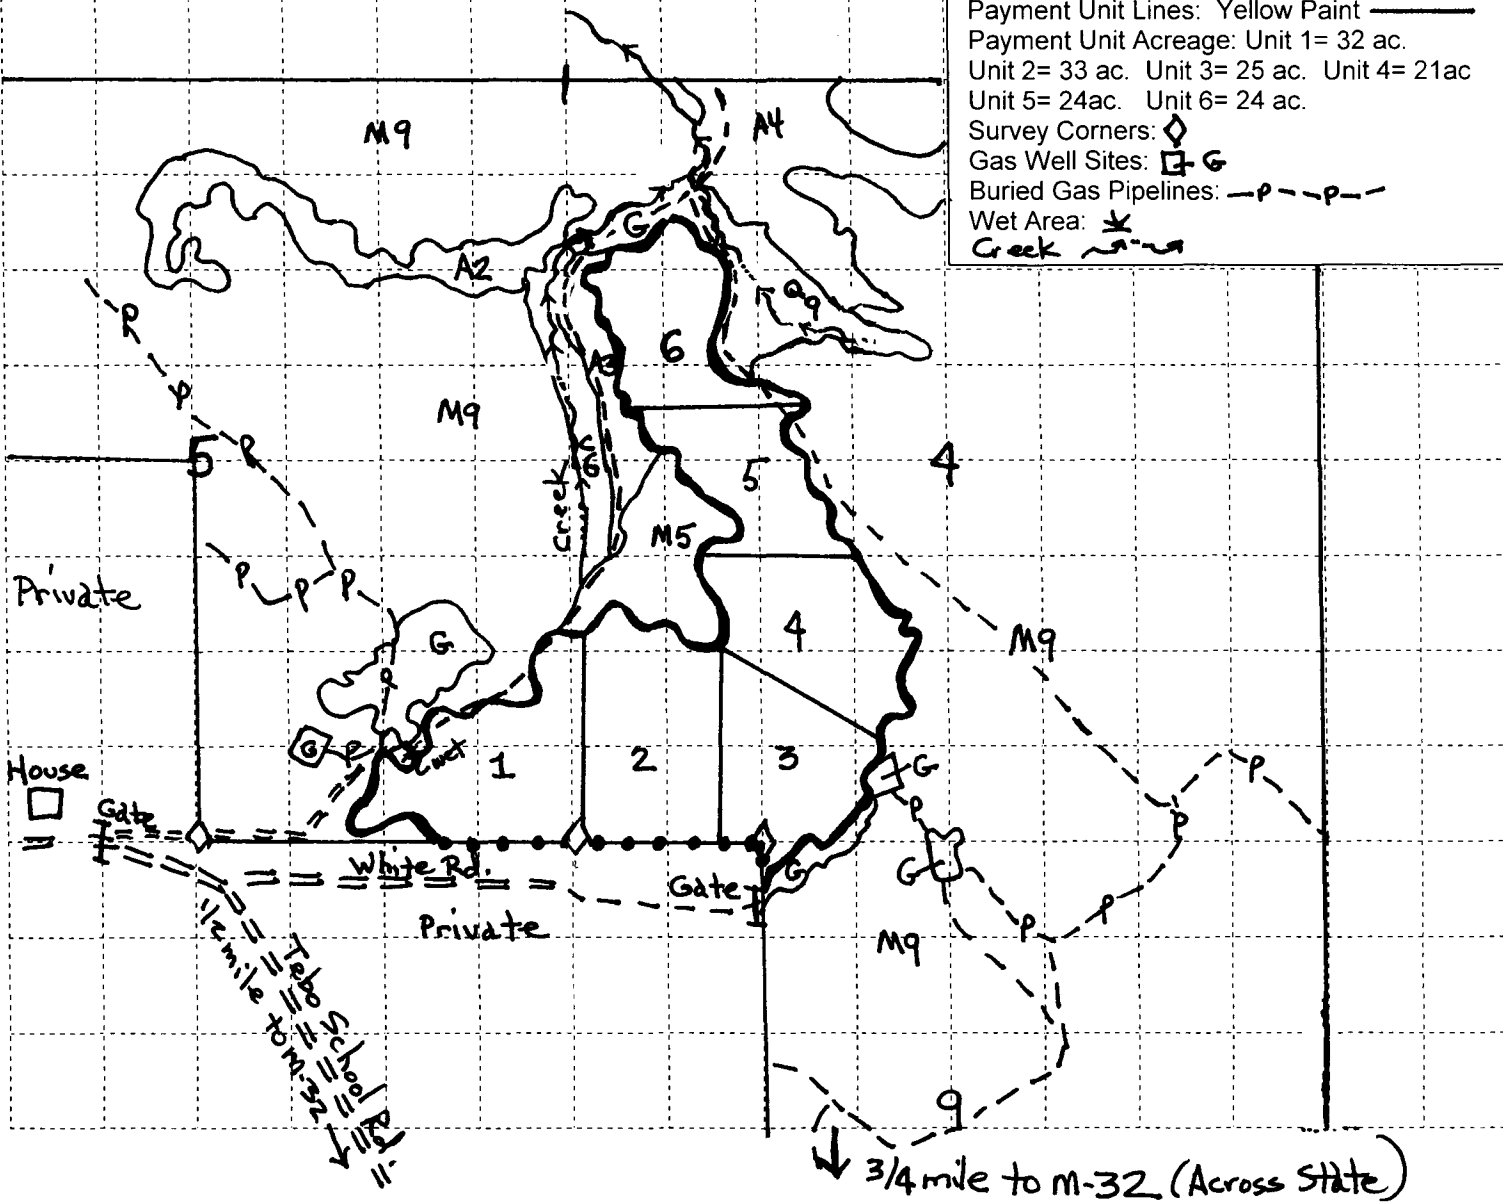 Payment Unit Lines: Yellow Paint
Payment Unit Acreage: Unit 1= 32 ac.
Unit 2= 33 ac. Unit 3= 25 ac. Unit 4= 21ac
Unit 5= 24ac. Unit 6= 24 ac.
Survey Corners:
Gas Well Sites: G
Buried Gas Pipelines: P P
Wet Area:
Creek
M9
A4
G
A2
Q9
P
A3
6
P
M9
P
5
6
5
4
Creek
M5
Private
P
P
P
4
M9
G
P
G
P
wet
1
2
3
G
P
House
P
P
Gate
White Rd.
G
G
Gate
Private
M9
P
P
1/2 mile to M-32
Tebo School Rd.
9
3/4 mile to M-32 (Across State)